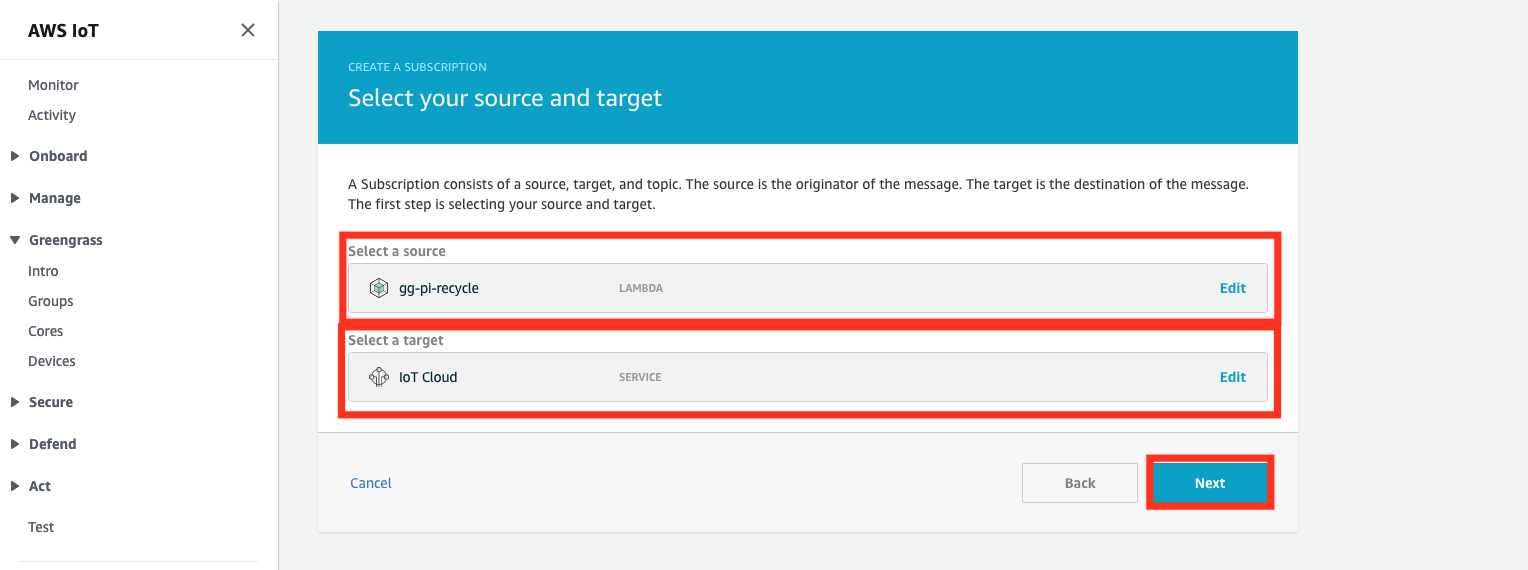 AWS IoT
Monitor
Activity
Onboard
Manage
Greengrass
Intro
Groups
Cores
Devices
Secure
Defend
Act
Test
CREATE A SUBSCRIPTION
Select your source and target
A Subscription consists of a source, target, and topic. The source is the originator of the message. The target is the destination of the message.
The first step is selecting your source and target.
Select a source
gg-pi-recycle LAMBDA Edit
Select a target
IoT Cloud SERVICE Edit
Cancel Back Next